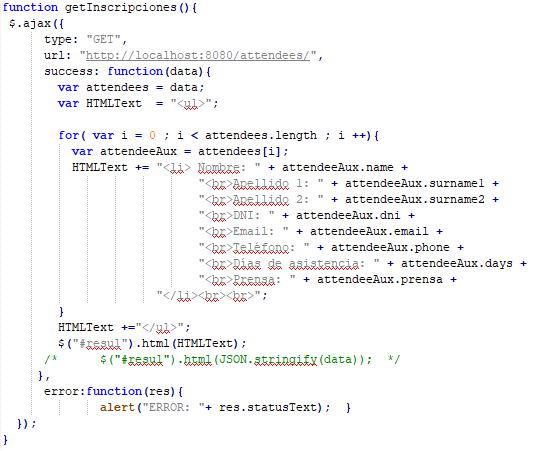 function getInscripciones(){
$.ajax({
type: "GET",
url: "http://localhost:8080/attendees/",
success: function(data){
var attendees = data;
var HTMLText  = "<ul>";
for( var i = 0 ; i < attendees.length ; i ++){
var attendeeAux = attendees[i];
HTMLText += "<li> Nombre: " + attendeeAux.name +
"<br>Apellido 1: " + attendeeAux.surname1 +
"<br>Apellido 2: " + attendeeAux.surname2 +
"<br>DNI: " + attendeeAux.dni +
"<br>Email: " + attendeeAux.email +
"<br>Teléfono: " + attendeeAux.phone +
"<br>Dias de asistencia: " + attendeeAux.days +
"<br>Prensa: " + attendeeAux.prensa +
"</li><br><br>";
}
HTMLText +="</ul>";
$("#resul").html(HTMLText);
/*      $("#resul").html(JSON.stringify(data));  */
},
error:function(res){
alert("ERROR: "+ res.statusText);  }
});
}